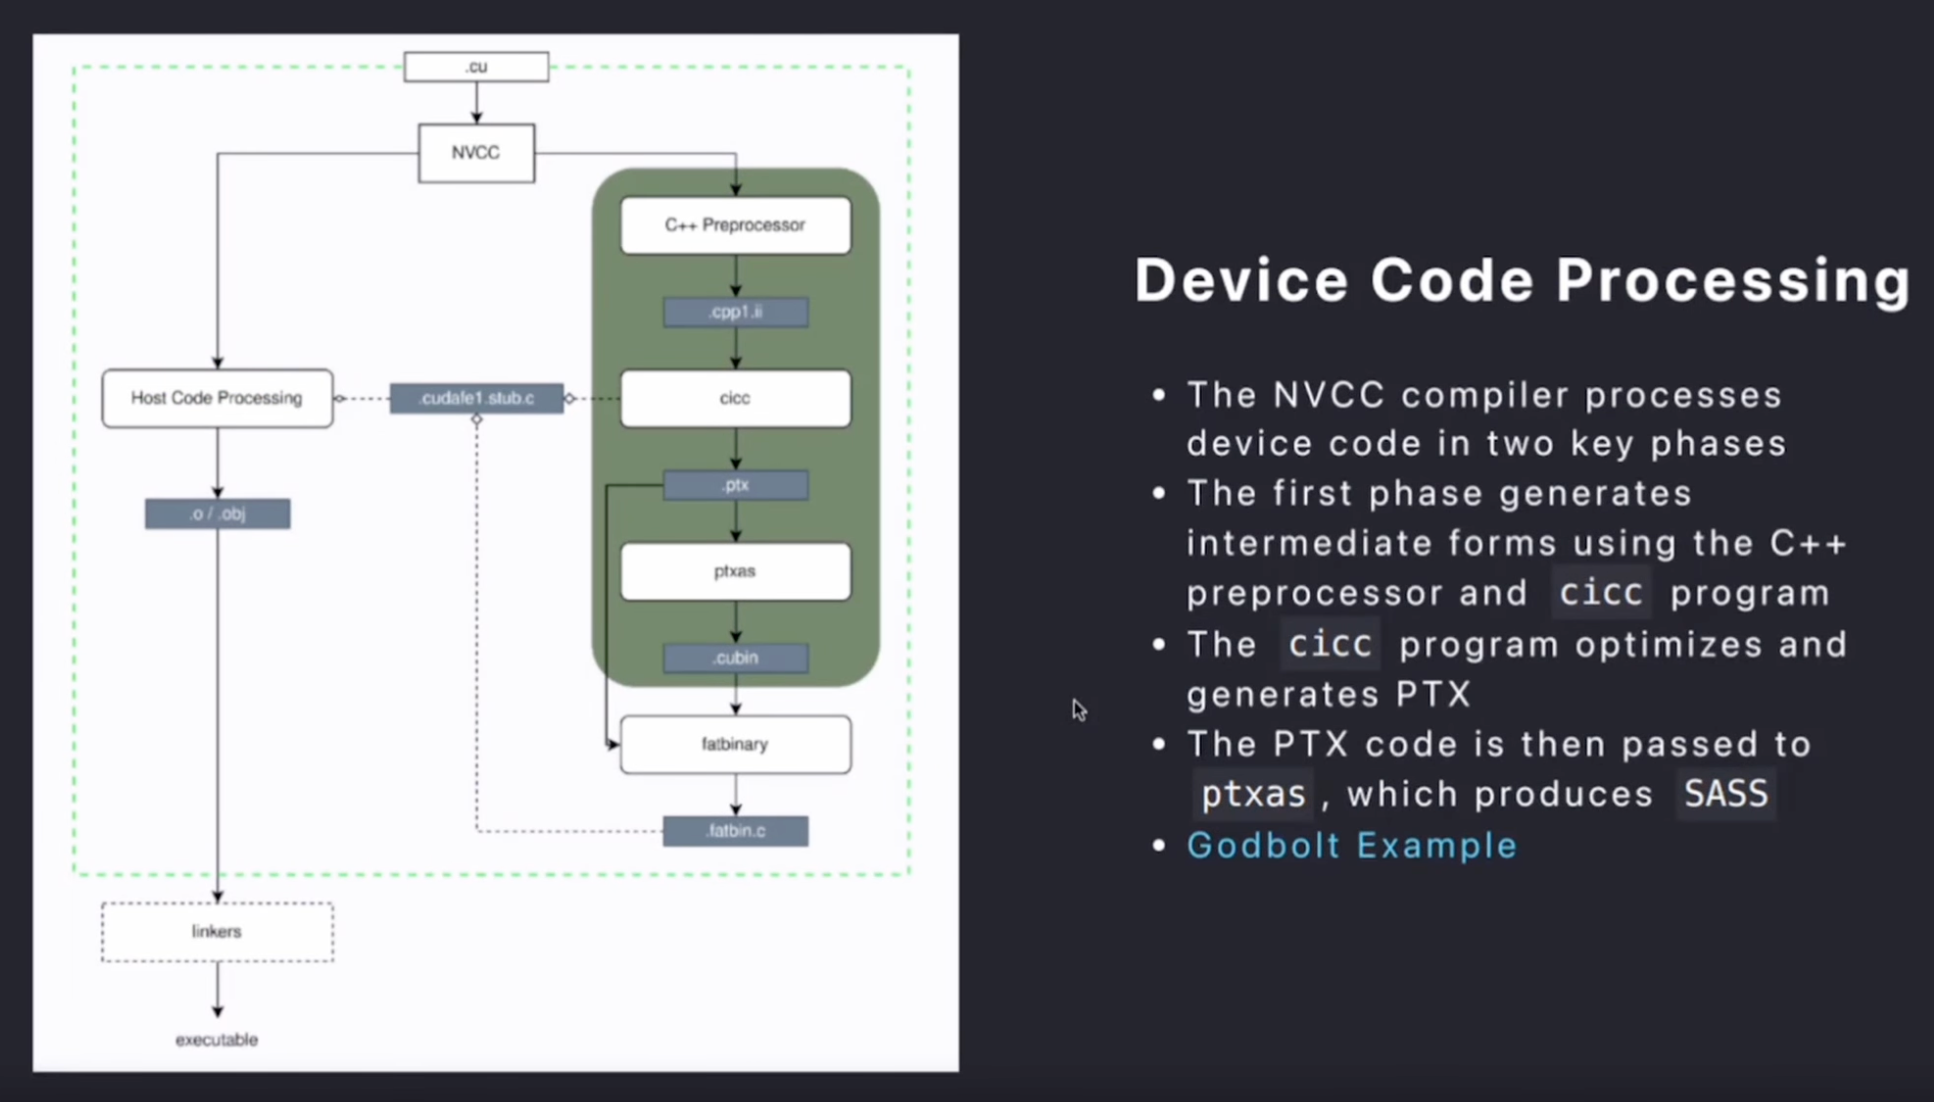 .cu
NVCC
C++ Preprocessor
.cpp1.ii
Host Code Processing
.cudafe1.stub.c
cicc
.ptx
.o / .obj
ptxas
.cubin
fatbinary
.fatbin.c
linkers
executable
Device Code Processing
• The NVCC compiler processes
device code in two key phases
• The first phase generates
intermediate forms using the C++
preprocessor and cicc program
• The cicc program optimizes and
generates PTX
• The PTX code is then passed to
ptxas, which produces SASS
• Godbolt Example